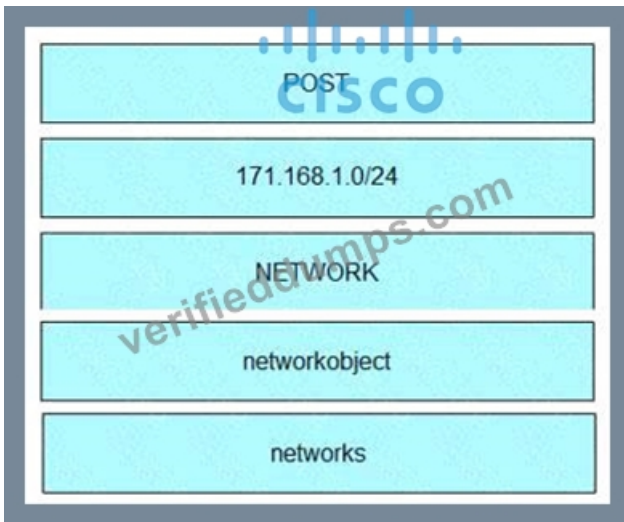 POST
CISCO
171.168.1.0/24
NETWORK
verifieddumps.com
networkobject
networks